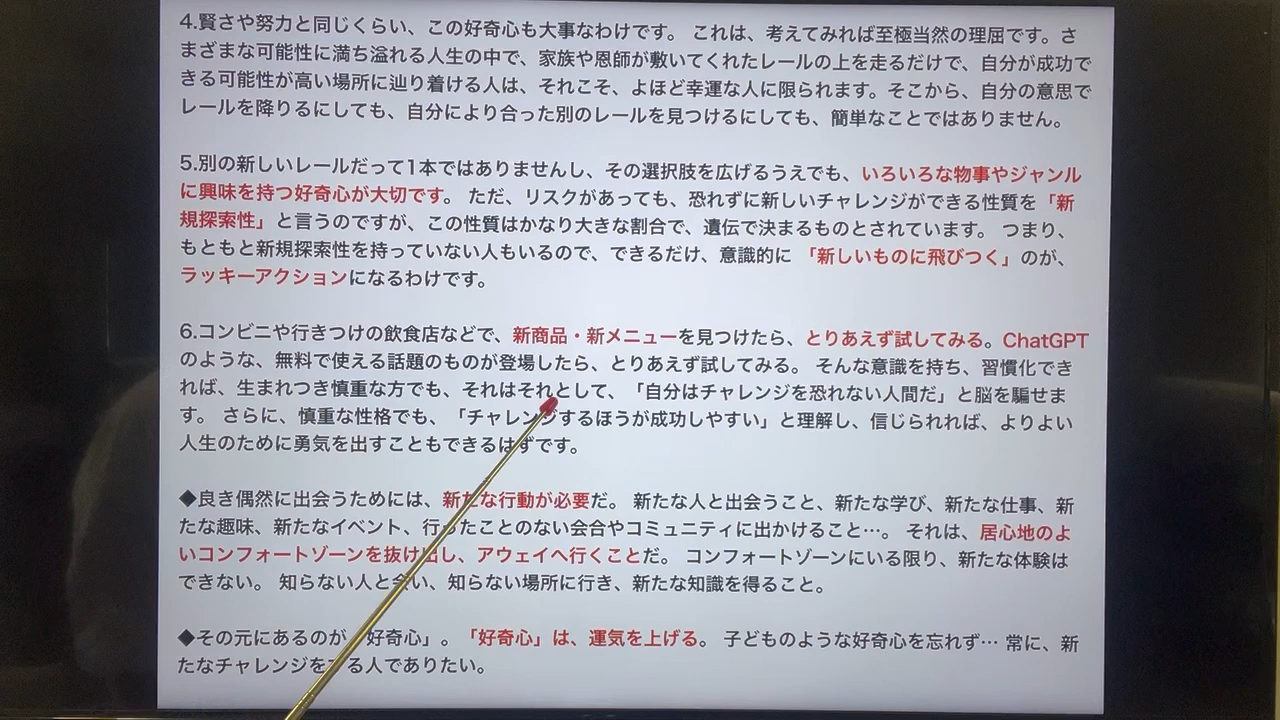 4.賢さや努力と同じくらい、この好奇心も大事なわけです。 これは、考えてみれば至極当然の理屈です。さ
まざまな可能性に満ち溢れる人生の中で、家族や恩師が敷いてくれたレールの上を走るだけで、自分が成功で
きる可能性が高い場所に辿り着ける人は、それこそ、よほど幸運な人に限られます。そこから、自分の意思で
レールを降りるにしても、自分により合った別のレールを見つけるにしても、簡単なことではありません。
5.別の新しいレールだって1本ではありませんし、その選択肢を広げるうえでも、いろいろな物事やジャンル
に興味を持つ好奇心が大切です。 ただ、リスクがあっても、恐れずに新しいチャレンジができる性質を「新
規探索性」と言うのですが、この性質はかなり大きな割合で、遺伝で決まるものとされています。 つまり、
もともと新規探索性を持っていない人もいるので、できるだけ、意識的に 「新しいものに飛びつく」のが、
ラッキーアクションになるわけです。
6.コンビニや行きつけの飲食店などで、新商品・新メニューを見つけたら、とりあえず試してみる。ChatGPT
のような、無料で使える話題のものが登場したら、とりあえず試してみる。 そんな意識を持ち、習慣化でき
れば、生まれつき慎重な方でも、それはそれとして、「自分はチャレンジを恐れない人間だ」と脳を騙せま
す。 さらに、慎重な性格でも、「チャレンジするほうが成功しやすい」と理解し、信じられれば、よりよい
人生のために勇気を出すこともできるはずです。
◆良き偶然に出会うためには、新たな行動が必要だ。 新たな人と出会うこと、新たな学び、新たな仕事、新
たな趣味、新たなイベント、行ったことのない会合やコミュニティに出かけること…。 それは、居心地のよ
いコンフォートゾーンを抜け出し、アウェイへ行くことだ。 コンフォートゾーンにいる限り、新たな体験は
できない。 知らない人と会い、知らない場所に行き、新たな知識を得ること。
◆その元にあるのが「好奇心」。「好奇心」は、運気を上げる。 子どものような好奇心を忘れず… 常に、新
たなチャレンジをする人でありたい。